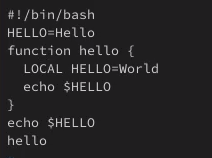 #!/bin/bash
HELLO=Hello
function hello {
  LOCAL HELLO=World
  echo $HELLO
}
echo $HELLO
hello